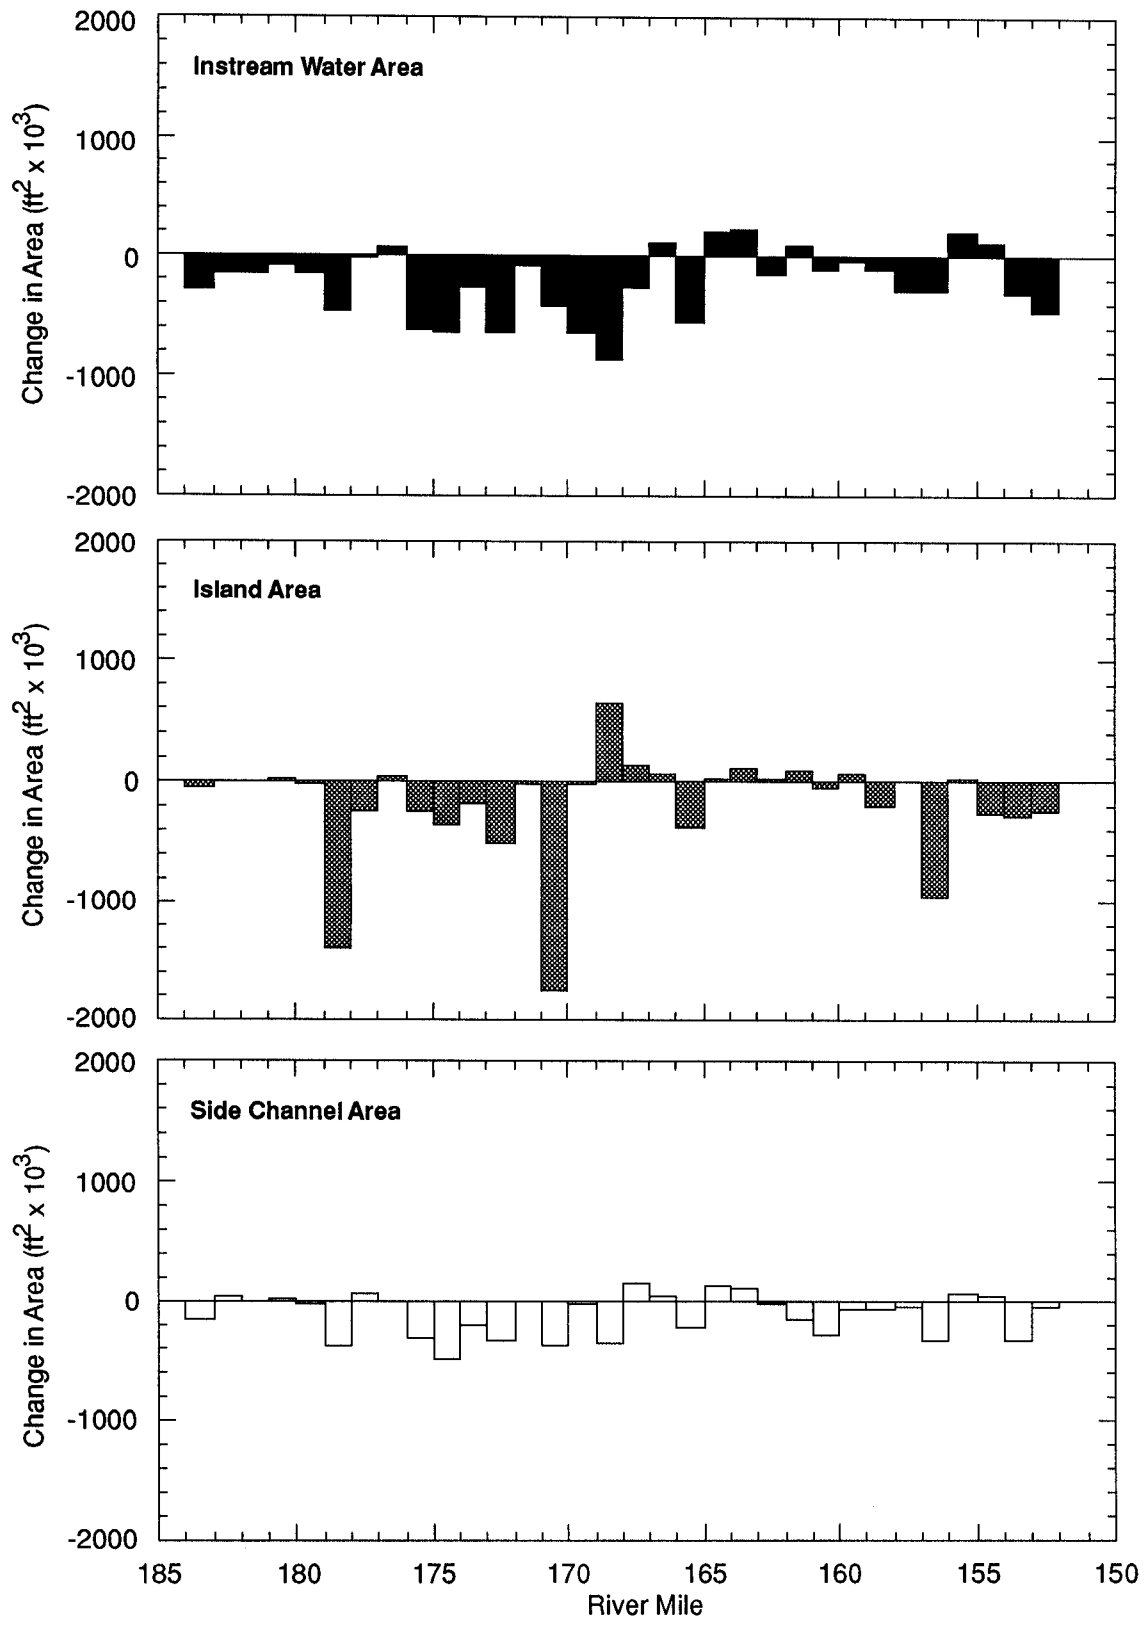 2000
Instream Water Area
1000
0
-1000
-2000
Change in Area (ft² x 10³)
2000
Island Area
1000
0
-1000
-2000
Change in Area (ft² x 10³)
2000
Side Channel Area
1000
0
-1000
-2000
Change in Area (ft² x 10³)
185 180 175 170 165 160 155 150
River Mile